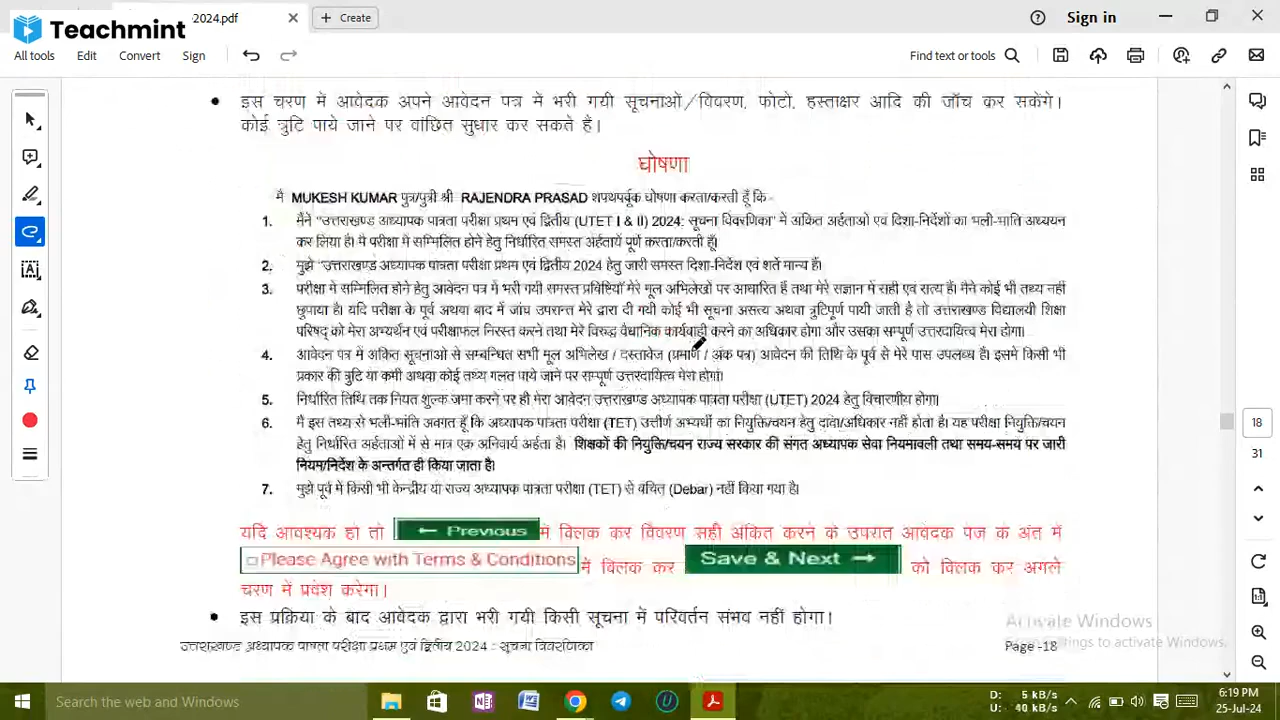 Teachmint
2024.pdf
Create
Sign in
All tools Edit Convert Sign
Find text or tools
इस चरण में आवेदक अपने आवेदन पत्र में भरी गयी सूचनाओं/विवरण, फोटो, हस्ताक्षर आदि की जॉच कर सकेंगे।
कोई त्रुटि पाये जाने पर वांछित सुधार कर सकते है।
घोषणा
मै MUKESH KUMAR पुत्र/पुत्री श्री RAJENDRA PRASAD शपथपर्वूक घोषणा करता/करती हूँ कि
1. मैंने "उत्तराखण्ड अध्यापक पात्रता परीक्षा प्रथम एवं द्वितीय (UTET I & II) 2024: सूचना विवरणिका" में अंकित अर्हताओं एवं दिशा-निर्देशों का भली-भांति अध्ययन
कर लिया है। मै परीक्षा में सम्मिलित होने हेतु निर्धारित समस्त अर्हतायें पूर्ण करता/करती हूँ।
2. मुझे "उत्तराखण्ड अध्यापक पात्रता परीक्षा प्रथम एवं द्वितीय 2024 हेतु जारी समस्त दिशा-निर्देश एवं शर्ते मान्य हैं।
3. परीक्षा में सम्मिलित होने हेतु आवेदन पत्र में भरी गयी समस्त प्रविष्टियाँ मेरे मूल अभिलेखों पर आधारित हैं तथा मेरे संज्ञान में सही एवं सत्य हैं। मैंने कोई भी तथ्य नहीं
छुपाया है। यदि परीक्षा के पूर्व अथवा बाद में जांच उपरान्त मेरे द्वारा दी गयी कोई भी सूचना असत्य अथवा त्रुटिपूर्ण पायी जाती है तो उत्तराखण्ड विद्यालयी शिक्षा
परिषद् को मेरा अभ्यर्थन एवं परीक्षाफल निरस्त करने तथा मेरे विरुद्ध वैधानिक कार्यवाही करने का अधिकार होगा और उसका सम्पूर्ण उत्तरदायित्व मेरा होगा।
4. आवेदन पत्र में अंकित सूचनाओं से सम्बन्धित सभी मूल अभिलेख / दस्तावेज (प्रमाण / अंक पत्र) आवेदन की तिथि के पूर्व से मेरे पास उपलब्ध हैं। इसमें किसी भी
प्रकार की त्रुटि या कमी अथवा कोई तथ्य गलत पाये जाने पर सम्पूर्ण उत्तरदायित्व मेरा होगा।
5. निर्धारित तिथि तक नियत शुल्क जमा करने पर ही मेरा आवेदन उत्तराखण्ड अध्यापक पात्रता परीक्षा (UTET) 2024 हेतु विचारणीय होगा।
6. मैं इस तथ्य से भली-भांति अवगत हूँ कि अध्यापक पात्रता परीक्षा (TET) उत्तीर्ण अभ्यर्थी का नियुक्ति/चयन हेतु दावा/अधिकार नहीं होता है। यह परीक्षा नियुक्ति/चयन
हेतु निर्धारित अर्हताओं में से मात्र एक अनिवार्य अर्हता है। शिक्षकों की नियुक्ति/चयन राज्य सरकार की संगत अध्यापक सेवा नियमावली तथा समय-समय पर जारी
नियम/निर्देश के अन्तर्गत ही किया जाता है।
7. मुझे पूर्व में किसी भी केन्द्रीय या राज्य अध्यापक पात्रता परीक्षा (TET) से वंचित (Debar) नहीं किया गया है।
यदि आवश्यक हो तो ← Previous में क्लिक कर विवरण सही अंकित करने के उपरांत आवेदक पेज के अंत में
Please Agree with Terms & Conditions में क्लिक कर Save & Next → को क्लिक कर अगले
चरण में प्रवेश करेगा।
इस प्रक्रिया के बाद आवेदक द्वारा भरी गयी किसी सूचना में परिवर्तन संभव नहीं होगा।
उत्तराखण्ड अध्यापक पात्रता परीक्षा प्रथम एवं द्वितीय 2024 : सूचना विवरणिका Page -18
Activate Windows
settings to activate Windows.
18
31
Search the web and Windows
D: 5 kB/s
U: 40 kB/s
6:19 PM
25-Jul-24